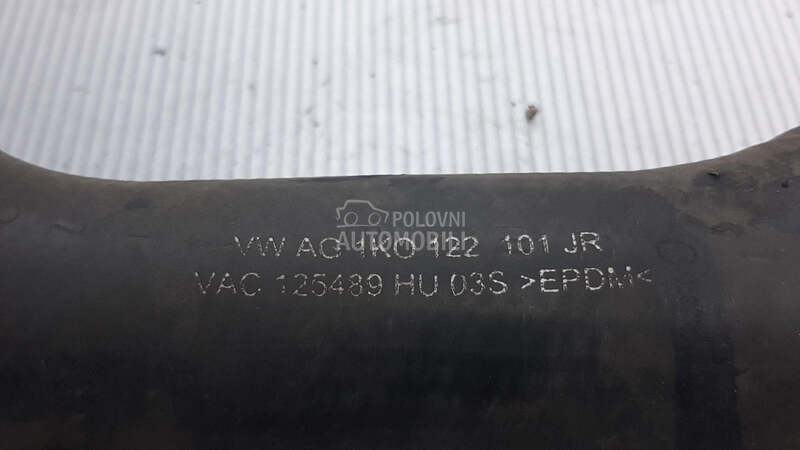 POLOVNI
AUTOMOBILI
VW AG 1K0 122 101 JR
VAC 125489 HU 03S >EPDM<